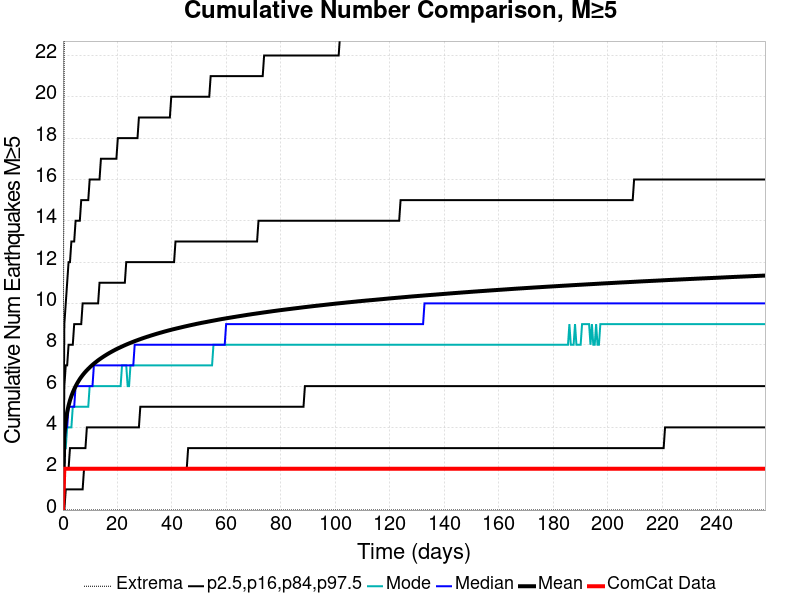 Cumulative Number Comparison, M≥5
Cumulative Num Earthquakes M≥5
22
20
18
16
14
12
10
8
6
4
2
0
0 20 40 60 80 100 120 140 160 180 200 220 240
Time (days)
Extrema p2.5,p16,p84,p97.5 Mode Median Mean ComCat Data